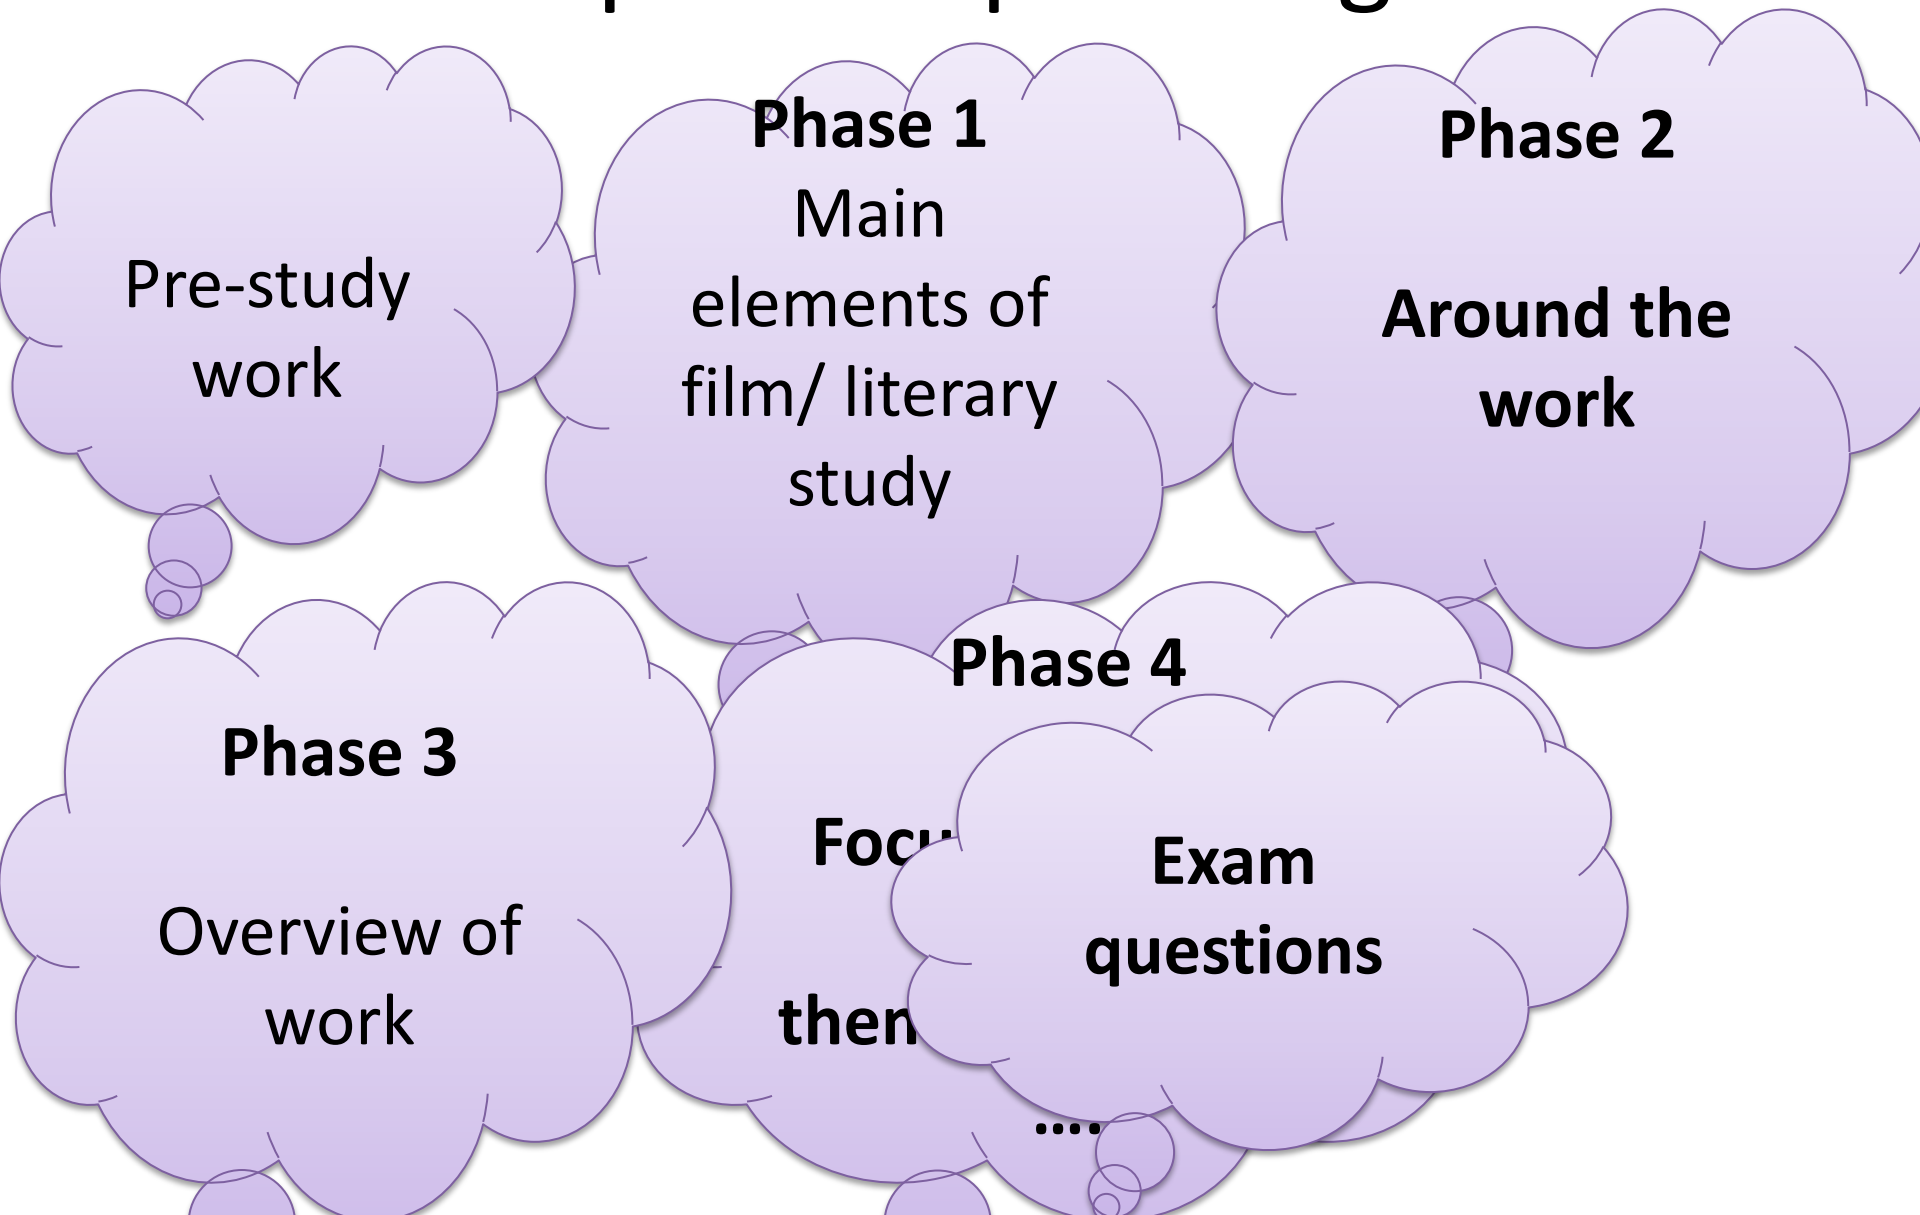 Pre-study
work
Phase 1
Main
elements of
film/ literary
study
Phase 2
Around the
work
Phase 3
Overview of
work
Phase 4
....
Exam
questions